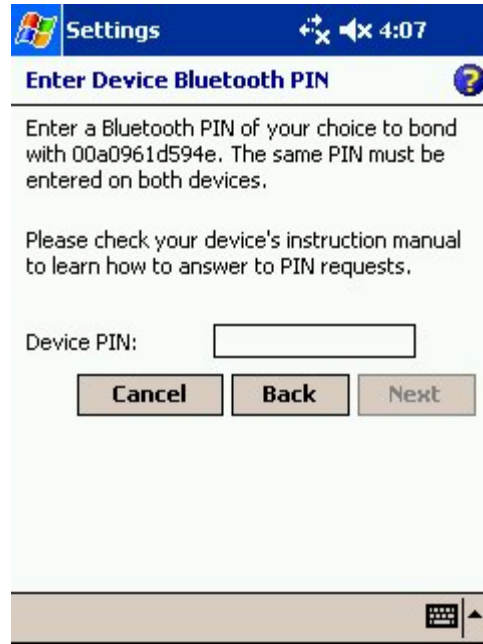 Settings 4:07
Enter Device Bluetooth PIN ?
Enter a Bluetooth PIN of your choice to bond
with 00a0961d594e. The same PIN must be
entered on both devices.
Please check your device's instruction manual
to learn how to answer to PIN requests.
Device PIN:
Cancel Back Next